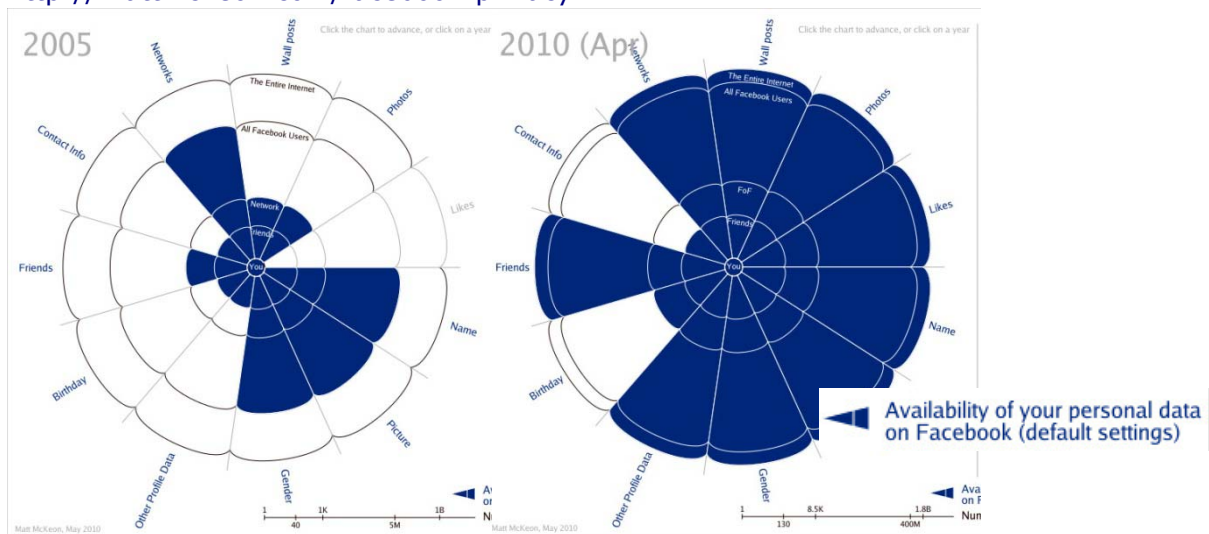 2005
Click the chart to advance, or click on a year
Wall posts
Networks
The Entire Internet
Photos
All Facebook Users
Contact Info
Likes
Network
Friends
You
Friends
Name
Birthday
Picture
Other Profile Data
Gender
1
1K
1B
40
5M
Matt McKeon, May 2010
2010 (Apr)
Click the chart to advance, or click on a year
Wall posts
Networks
The Entire Internet
All Facebook Users
Photos
Contact Info
FoF
Likes
Friends
You
Friends
Name
Birthday
Availability of your personal data
on Facebook (default settings)
Other Profile Data
Gender
1
8.5K
1.8B
130
400M
Matt McKeon, May 2010